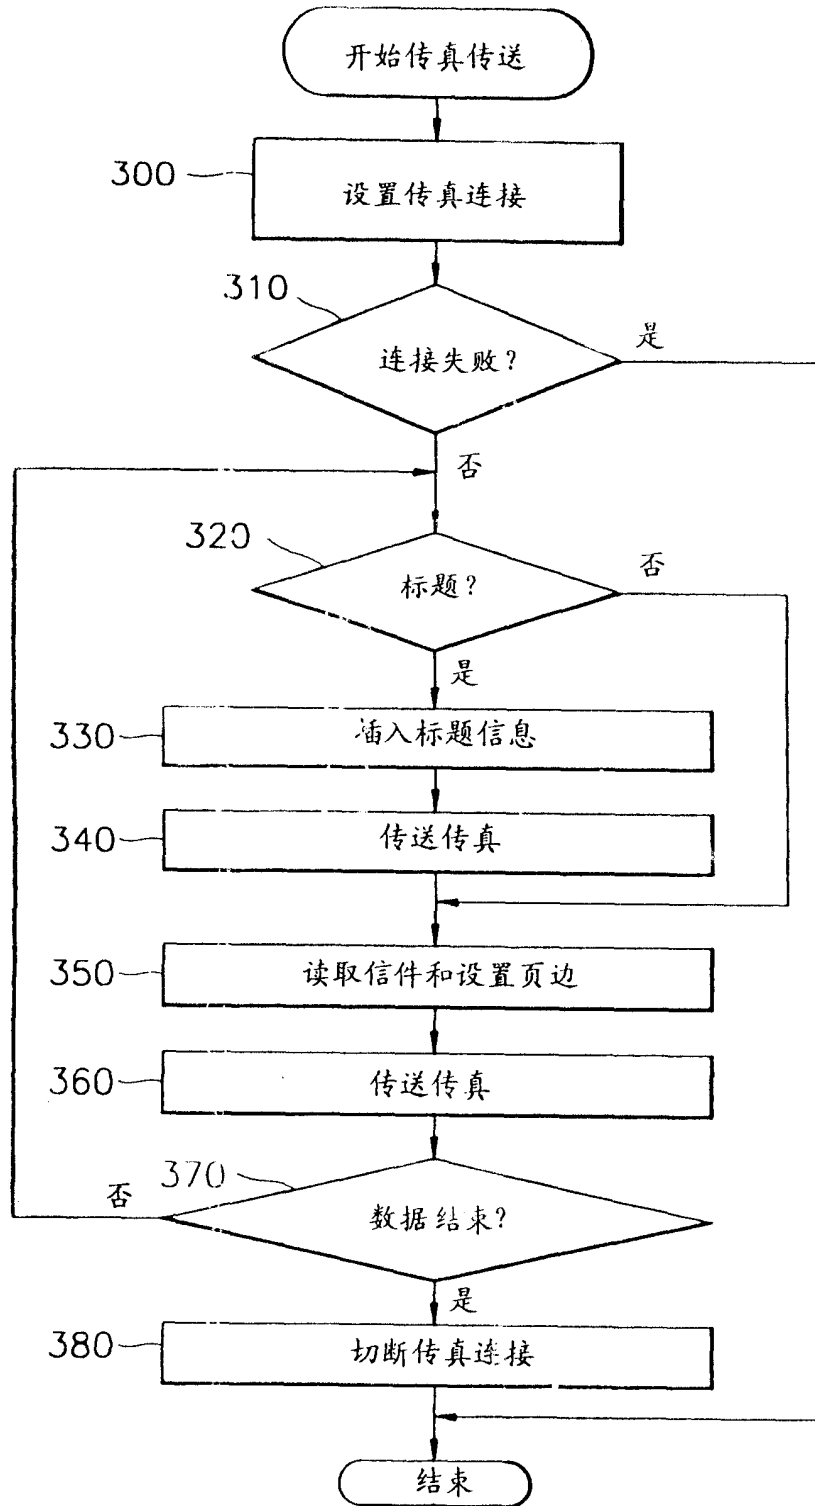 开始传真传送
300
设置传真连接
310
连接失败?
是
否
320
标题?
否
是
330
插入标题信息
340
传送传真
350
读取信件和设置页边
360
传送传真
370
否
数据结束?
是
380
切断传真连接
结束